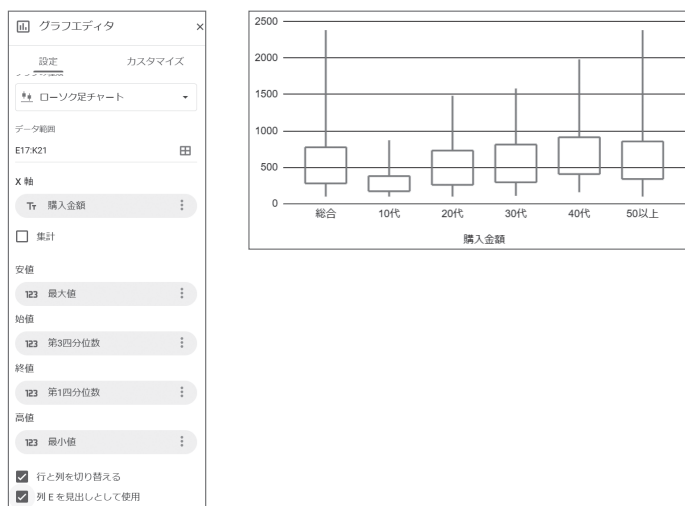 グラフエディタ
×
設定
カスタマイズ
ローソク足チャート
データ範囲
E17:K21
X 軸
Tт 購入金額
集計
安値
123 最大値
始値
123 第3四分位数
終値
123 第1四分位数
高値
123 最小値
行と列を切り替える
列 E を見出しとして使用
2500
2000
1500
1000
500
0
総合 10代 20代 30代 40代 50以上
購入金額